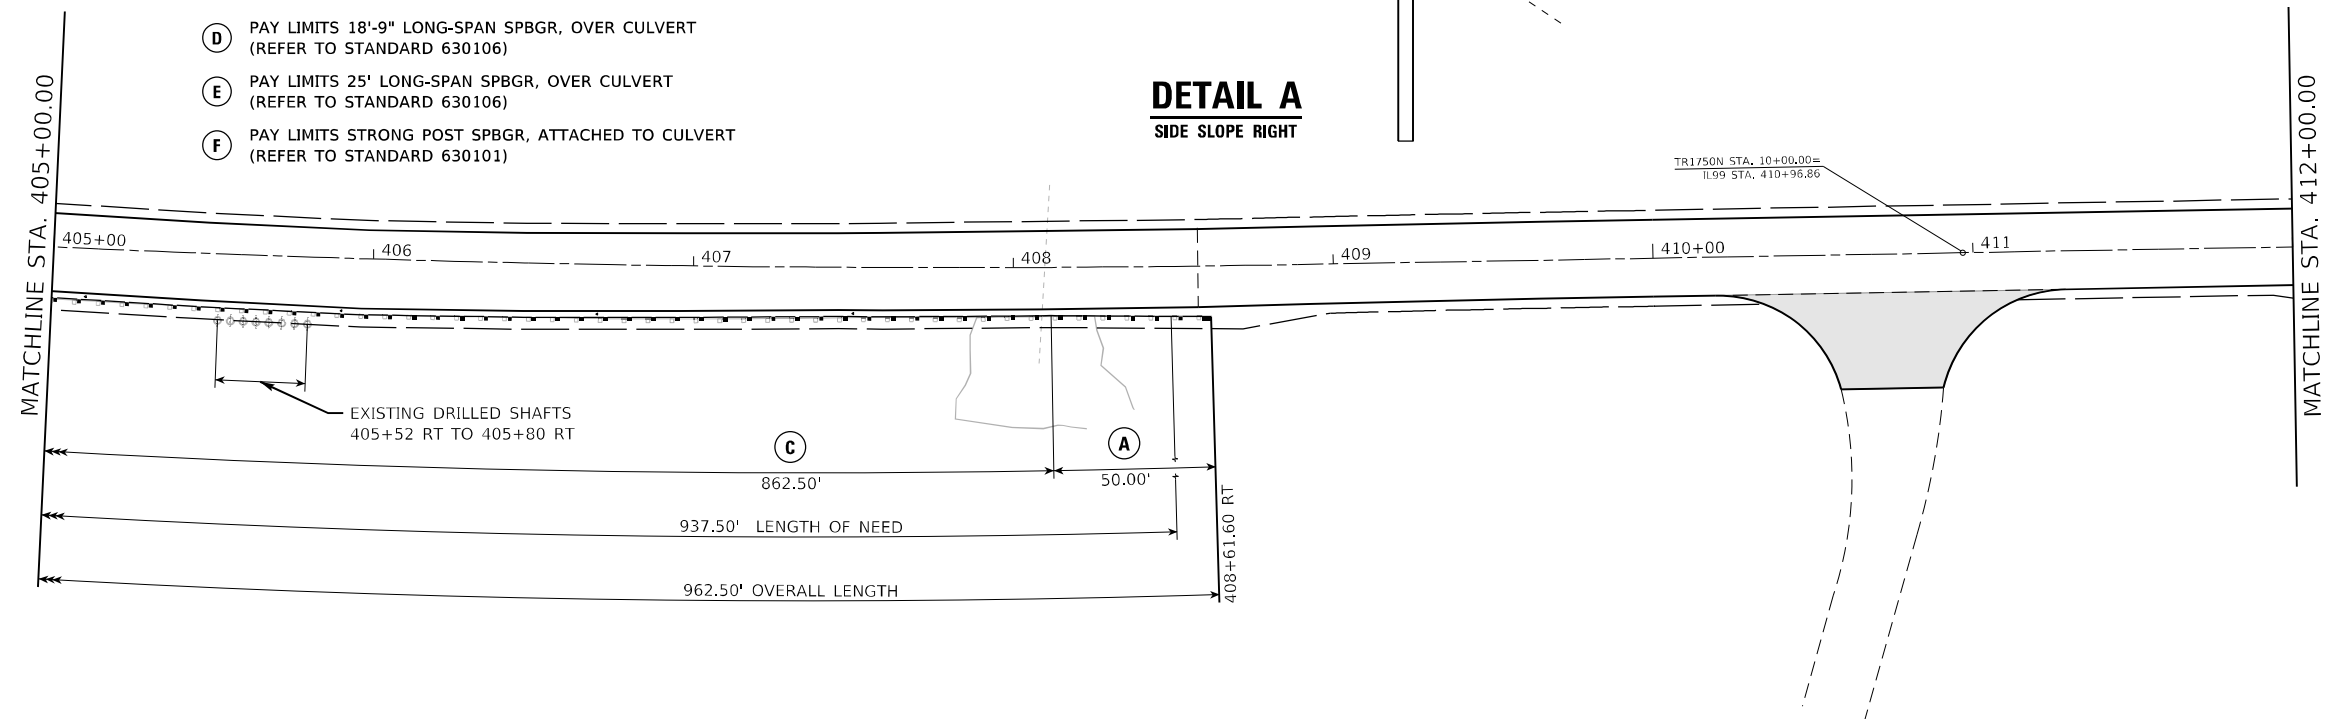 D PAY LIMITS 18'-9" LONG-SPAN SPBGR, OVER CULVERT
(REFER TO STANDARD 630106)
E PAY LIMITS 25' LONG-SPAN SPBGR, OVER CULVERT
(REFER TO STANDARD 630106)
F PAY LIMITS STRONG POST SPBGR, ATTACHED TO CULVERT
(REFER TO STANDARD 630101)
DETAIL A
SIDE SLOPE RIGHT
MATCHLINE STA. 405+00.00
MATCHLINE STA. 412+00.00
TR1750N STA. 10+00.00=
IL99 STA. 410+96.86
405+00
406
407
408
409
410+00
411
EXISTING DRILLED SHAFTS
405+52 RT TO 405+80 RT
C
862.50'
A
50.00'
937.50' LENGTH OF NEED
962.50' OVERALL LENGTH
408+61.60 RT